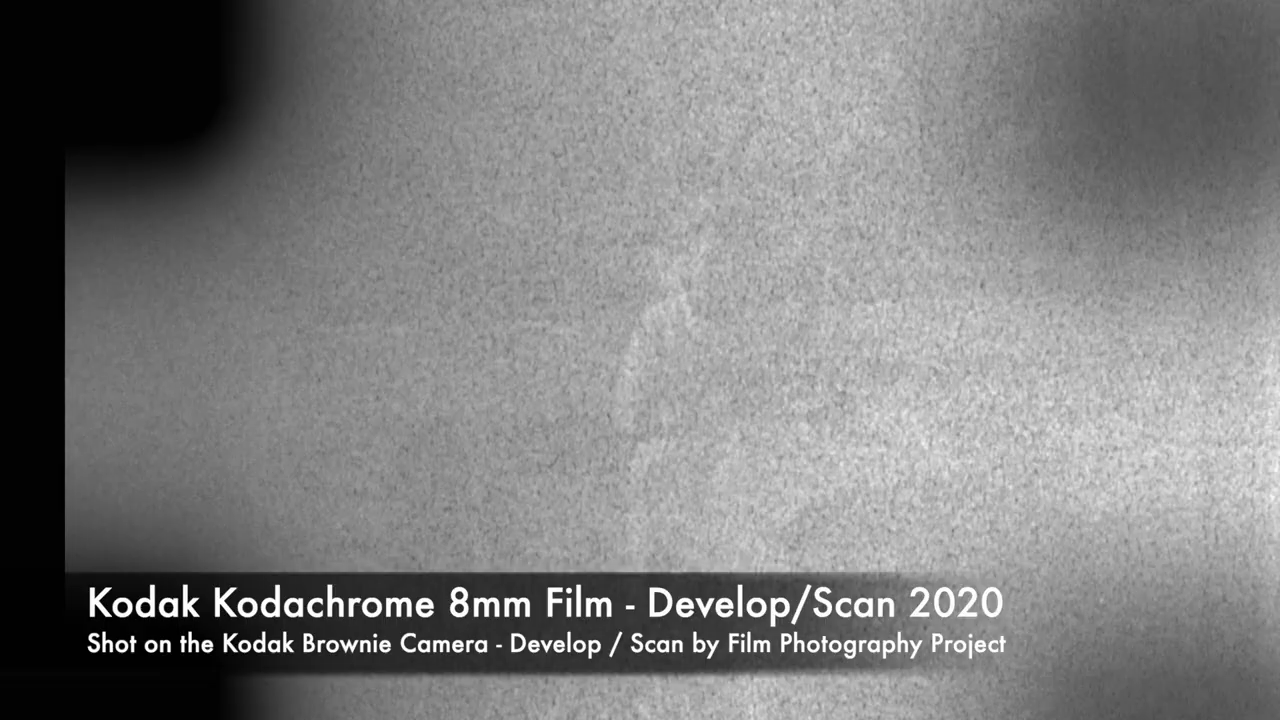 Kodak Kodachrome 8mm Film - Develop/Scan 2020
Shot on the Kodak Brownie Camera - Develop / Scan by Film Photography Project